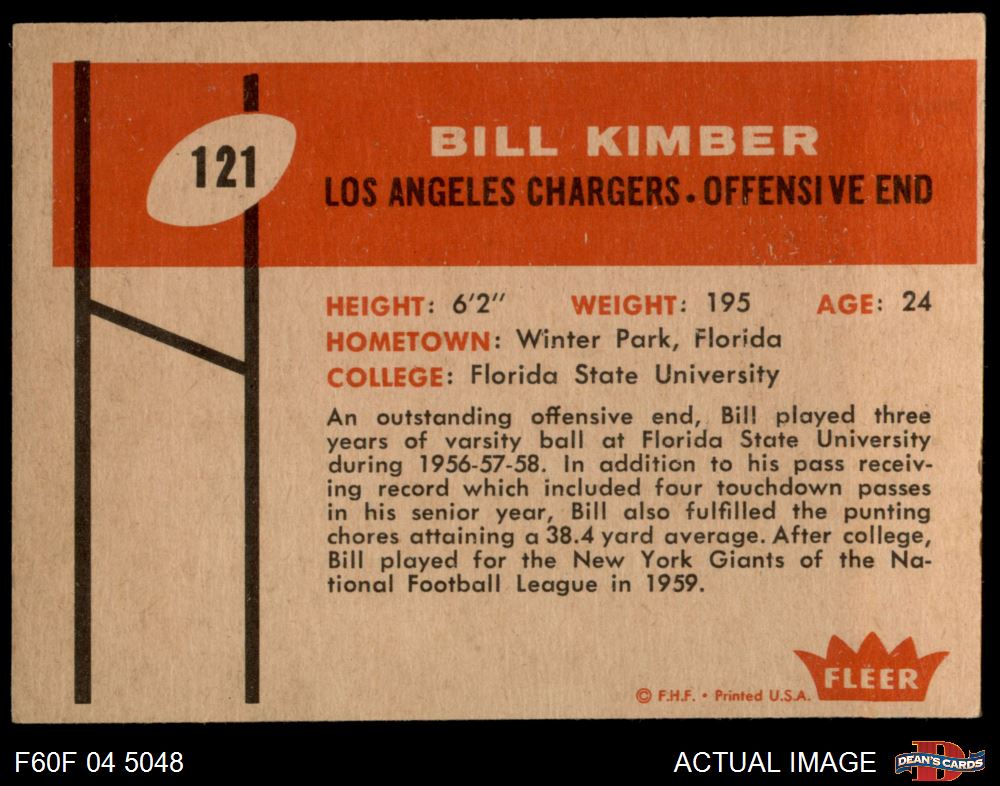 121
BILL KIMBER
LOS ANGELES CHARGERS. OFFENSIVE END
HEIGHT: 6'2" WEIGHT: 195 AGE: 24
HOMETOWN: Winter Park, Florida
COLLEGE: Florida State University
An outstanding offensive end, Bill played three
years of varsity ball at Florida State University
during 1956-57-58. In addition to his pass receiv-
ing record which included four touchdown passes
in his senior year, Bill also fulfilled the punting
chores attaining a 38.4 yard average. After college,
Bill played for the New York Giants of the Na-
tional Football League in 1959.
FLEER
© F.H.F. • Printed U.S.A.
F60F 04 5048
ACTUAL IMAGE
D
DEAN'S CARDS